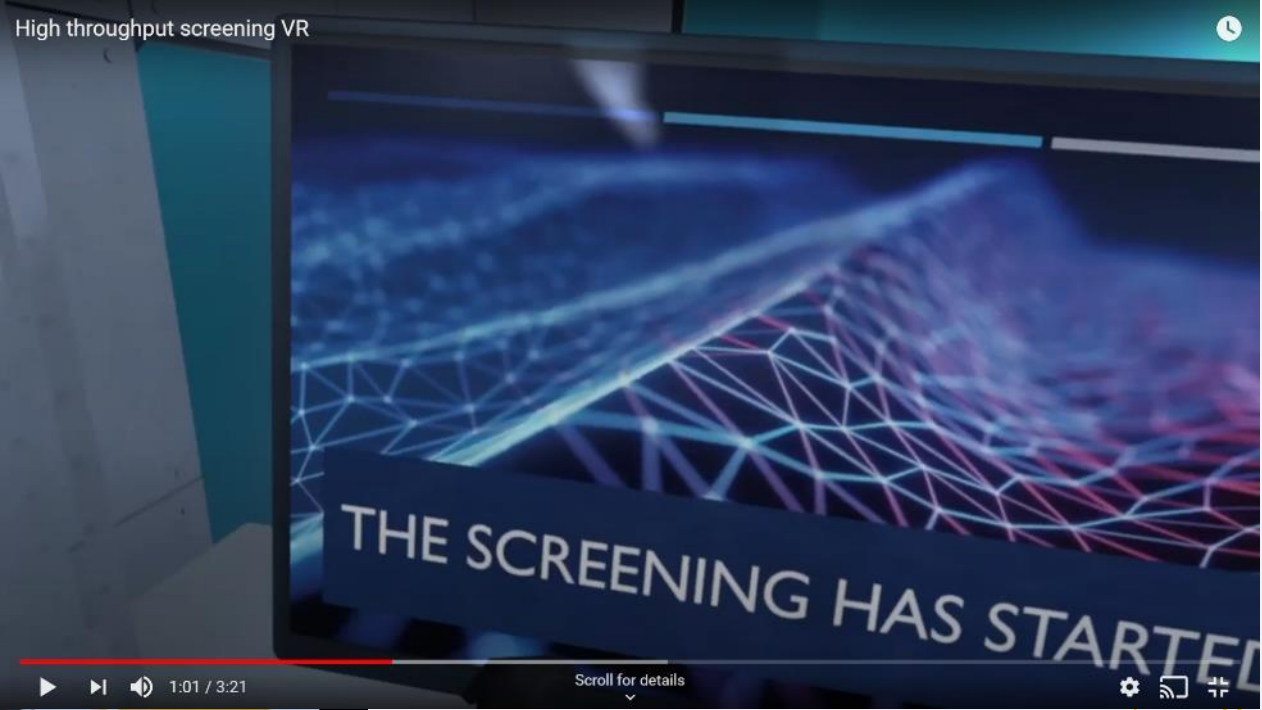 High throughput screening VR
THE SCREENING HAS STARTED
1:01 / 3:21
Scroll for details